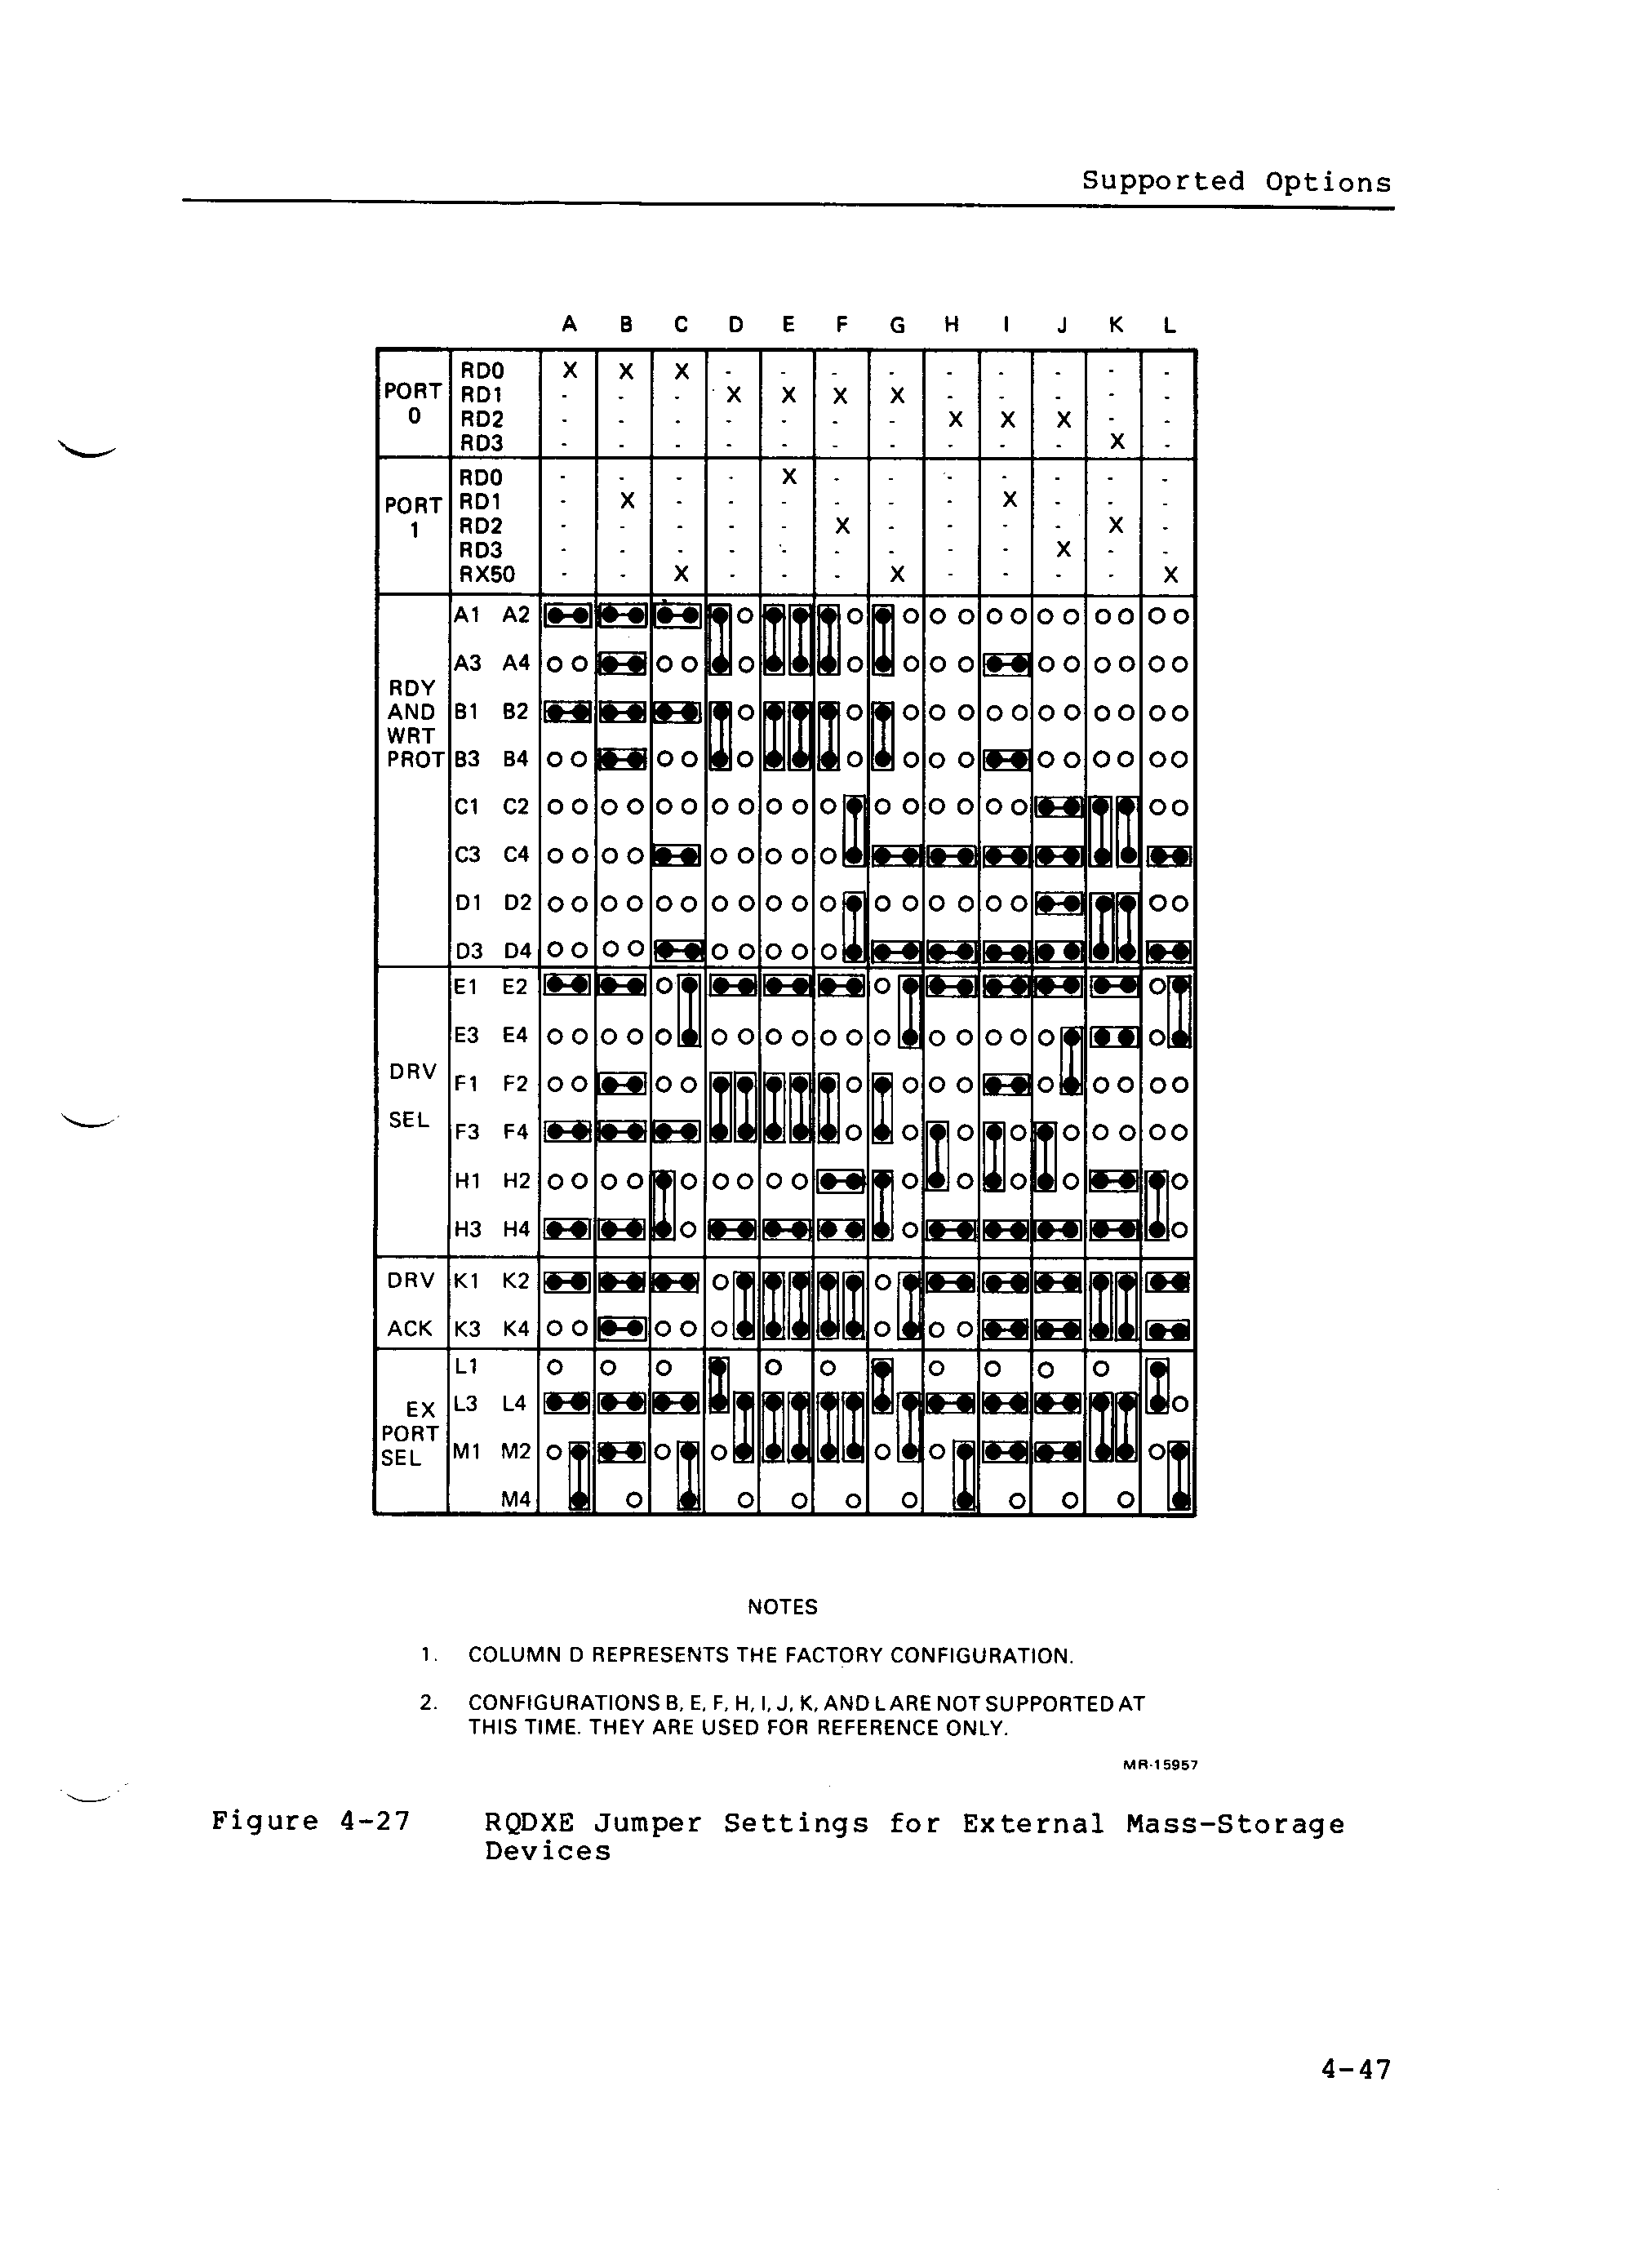 Supported Options
A B C D E F G H I J K L
PORT 0
RD0 X X X - - - - - - - - -
RD1 - - - X X X X - - - - -
RD2 - - - - - - - X X X - -
RD3 - - - - - - - - - - X -
PORT 1
RD0 - - - - X - - - - - - -
RD1 - X - - - - - - X - - -
RD2 - - - - - X - - - - X -
RD3 - - - - - - - - - X - -
RX50 - - X - - - X - - - - X
RDY AND WRT PROT
A1 A2
A3 A4
B1 B2
B3 B4
C1 C2
C3 C4
D1 D2
D3 D4
DRV SEL
E1 E2
E3 E4
F1 F2
F3 F4
H1 H2
H3 H4
DRV ACK
K1 K2
K3 K4
EX PORT SEL
L1
L3 L4
M1 M2
M4
NOTES
1. COLUMN D REPRESENTS THE FACTORY CONFIGURATION.
2. CONFIGURATIONS B, E, F, H, I, J, K, AND L ARE NOT SUPPORTED AT
THIS TIME. THEY ARE USED FOR REFERENCE ONLY.
MR-15957
Figure 4-27 RQDXE Jumper Settings for External Mass-Storage
Devices
4-47